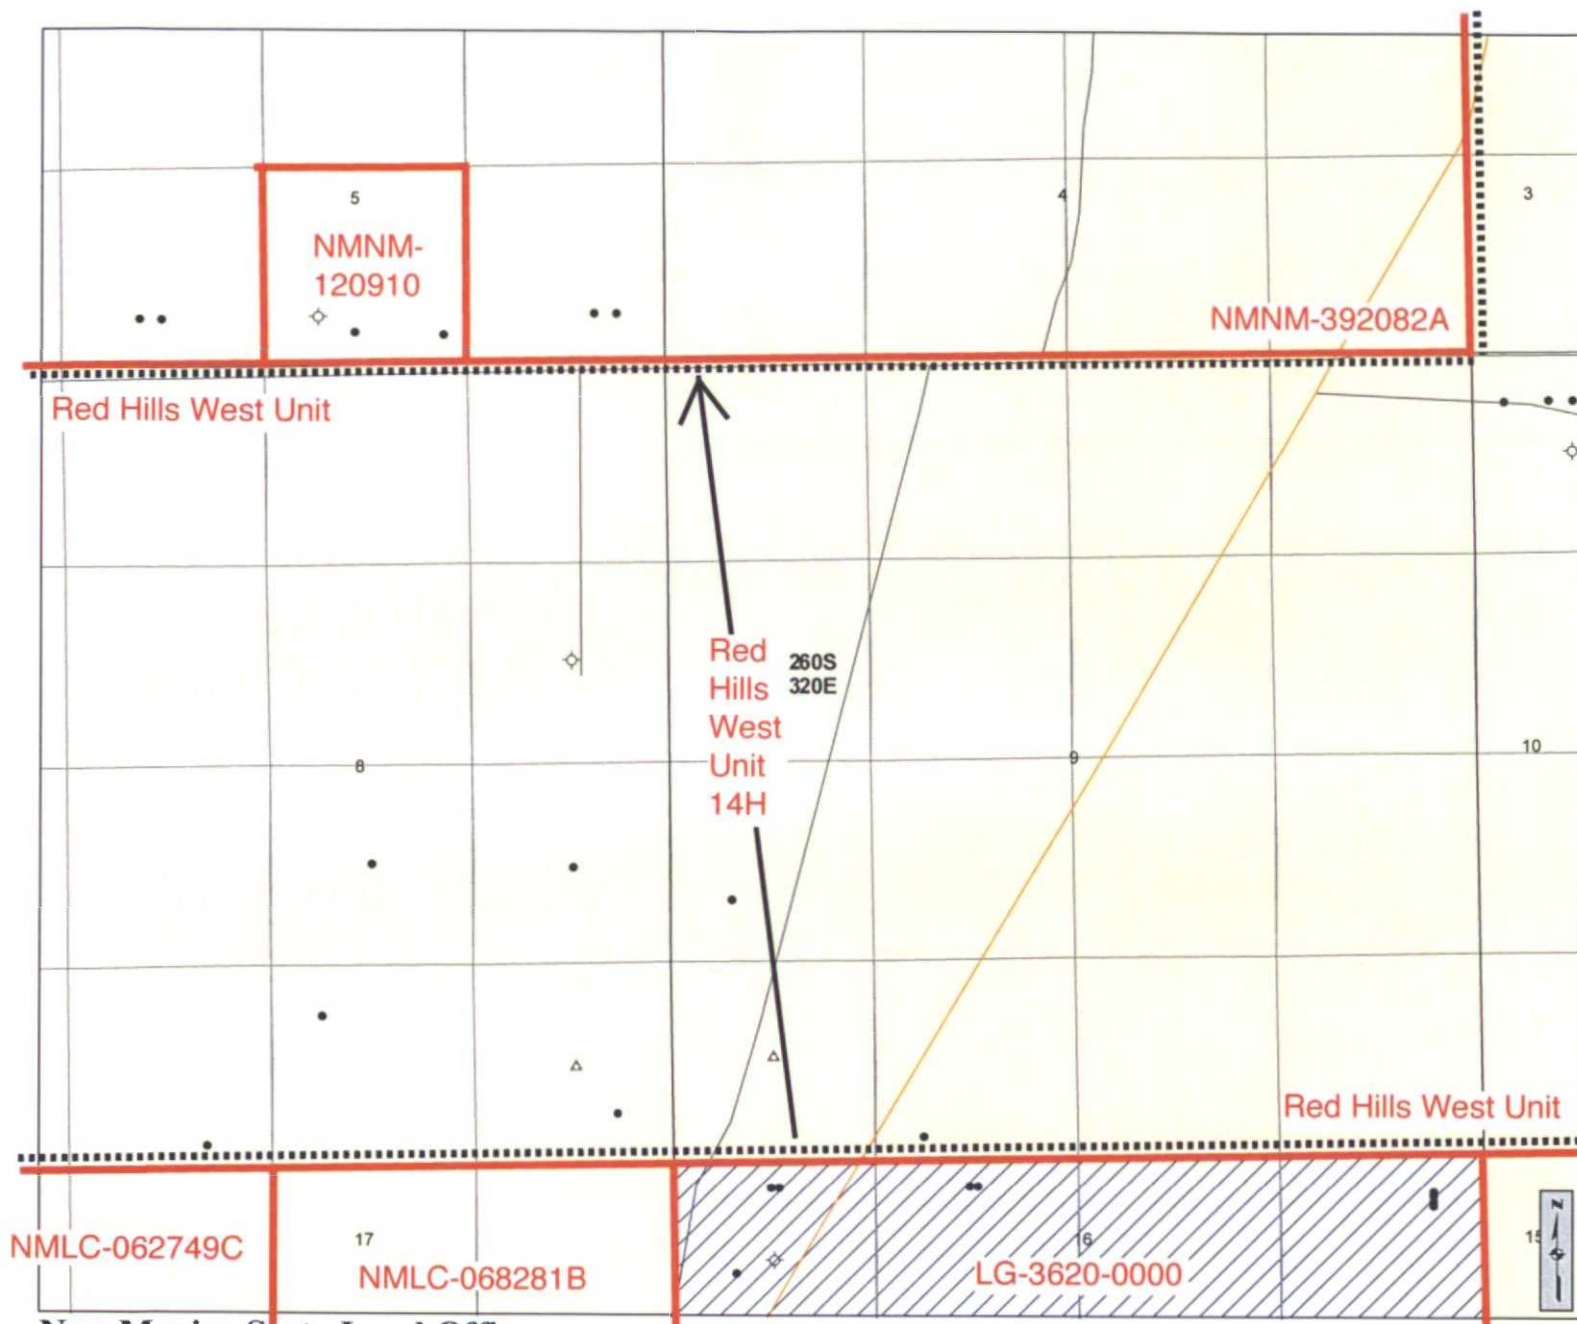 5
4
3
NMNM-
120910
NMNM-392082A
Red Hills West Unit
Red
Hills
West
Unit
14H
260S
320E
8
9
10
Red Hills West Unit
NMLC-062749C
17
NMLC-068281B
16
LG-3620-0000
15
N